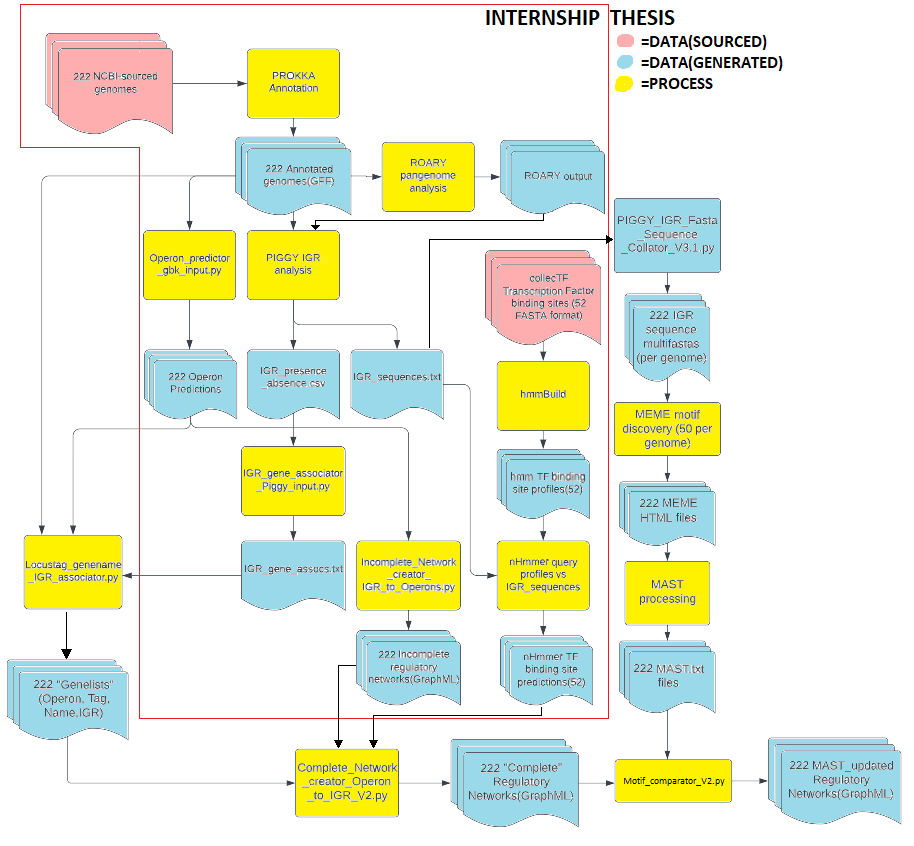 INTERNSHIP THESIS
=DATA(SOURCED)
=DATA(GENERATED)
=PROCESS
222 NCBI-sourced
genomes
PROKKA
Annotation
222 Annotated
genomes(GFF)
ROARY
pangenome
analysis
ROARY output
Operon_predictor
_gbk_input.py
PIGGY IGR
analysis
collecTF
Transcription Factor
binding sites (52
FASTA format)
PIGGY_IGR_Fasta
_Sequence
_Collator_V3.1.py
222 IGR
sequence
multifastas
(per genome)
222 Operon
Predictions
IGR_presence
_absence.csv
IGR_sequences.txt
hmmBuild
MEME motif
discovery (50 per
genome)
IGR_gene_associator
_Piggy_input.py
hmm TF binding
site profiles(52)
222 MEME
HTML files
Locustag_genename
_IGR_associator.py
IGR_gene_assocs.txt
Incomplete_Network
_creator_
IGR_to_Operons.py
nHmmer query
profiles vs
IGR_sequences
MAST
processing
222 "Genelists"
(Operon, Tag,
Name,IGR)
222 Incomplete
regulatory
networks(GraphML)
nHmmer TF
binding site
predictions(52)
222 MAST.txt
files
Complete_Network
_creator_Operon
_to_IGR_V2.py
222 "Complete"
Regulatory
Networks(GraphML)
Motif_comparator_V2.py
222 MAST_updated
Regulatory
Networks(GraphML)